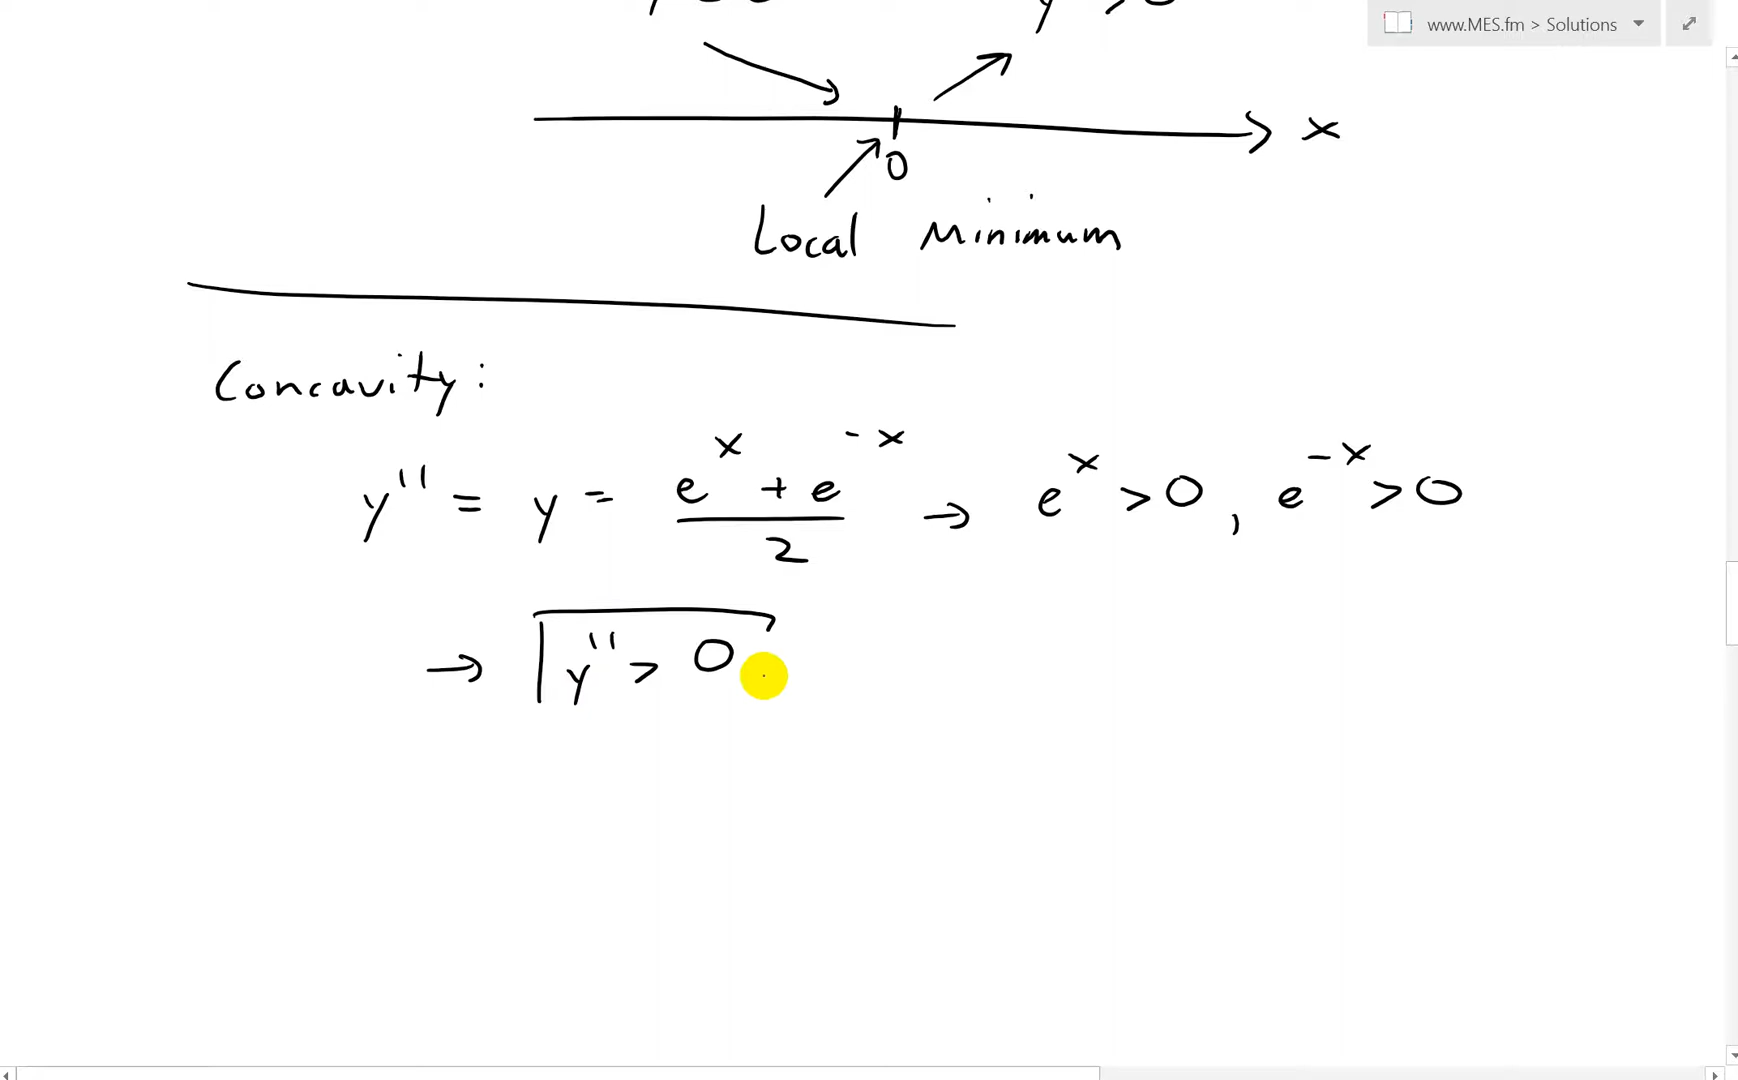 www.MES.fm > Solutions
x
0
Local Minimum
Concavity:
y'' = y = e^x + e^-x / 2 → e^x > 0, e^-x > 0
→ y'' > 0